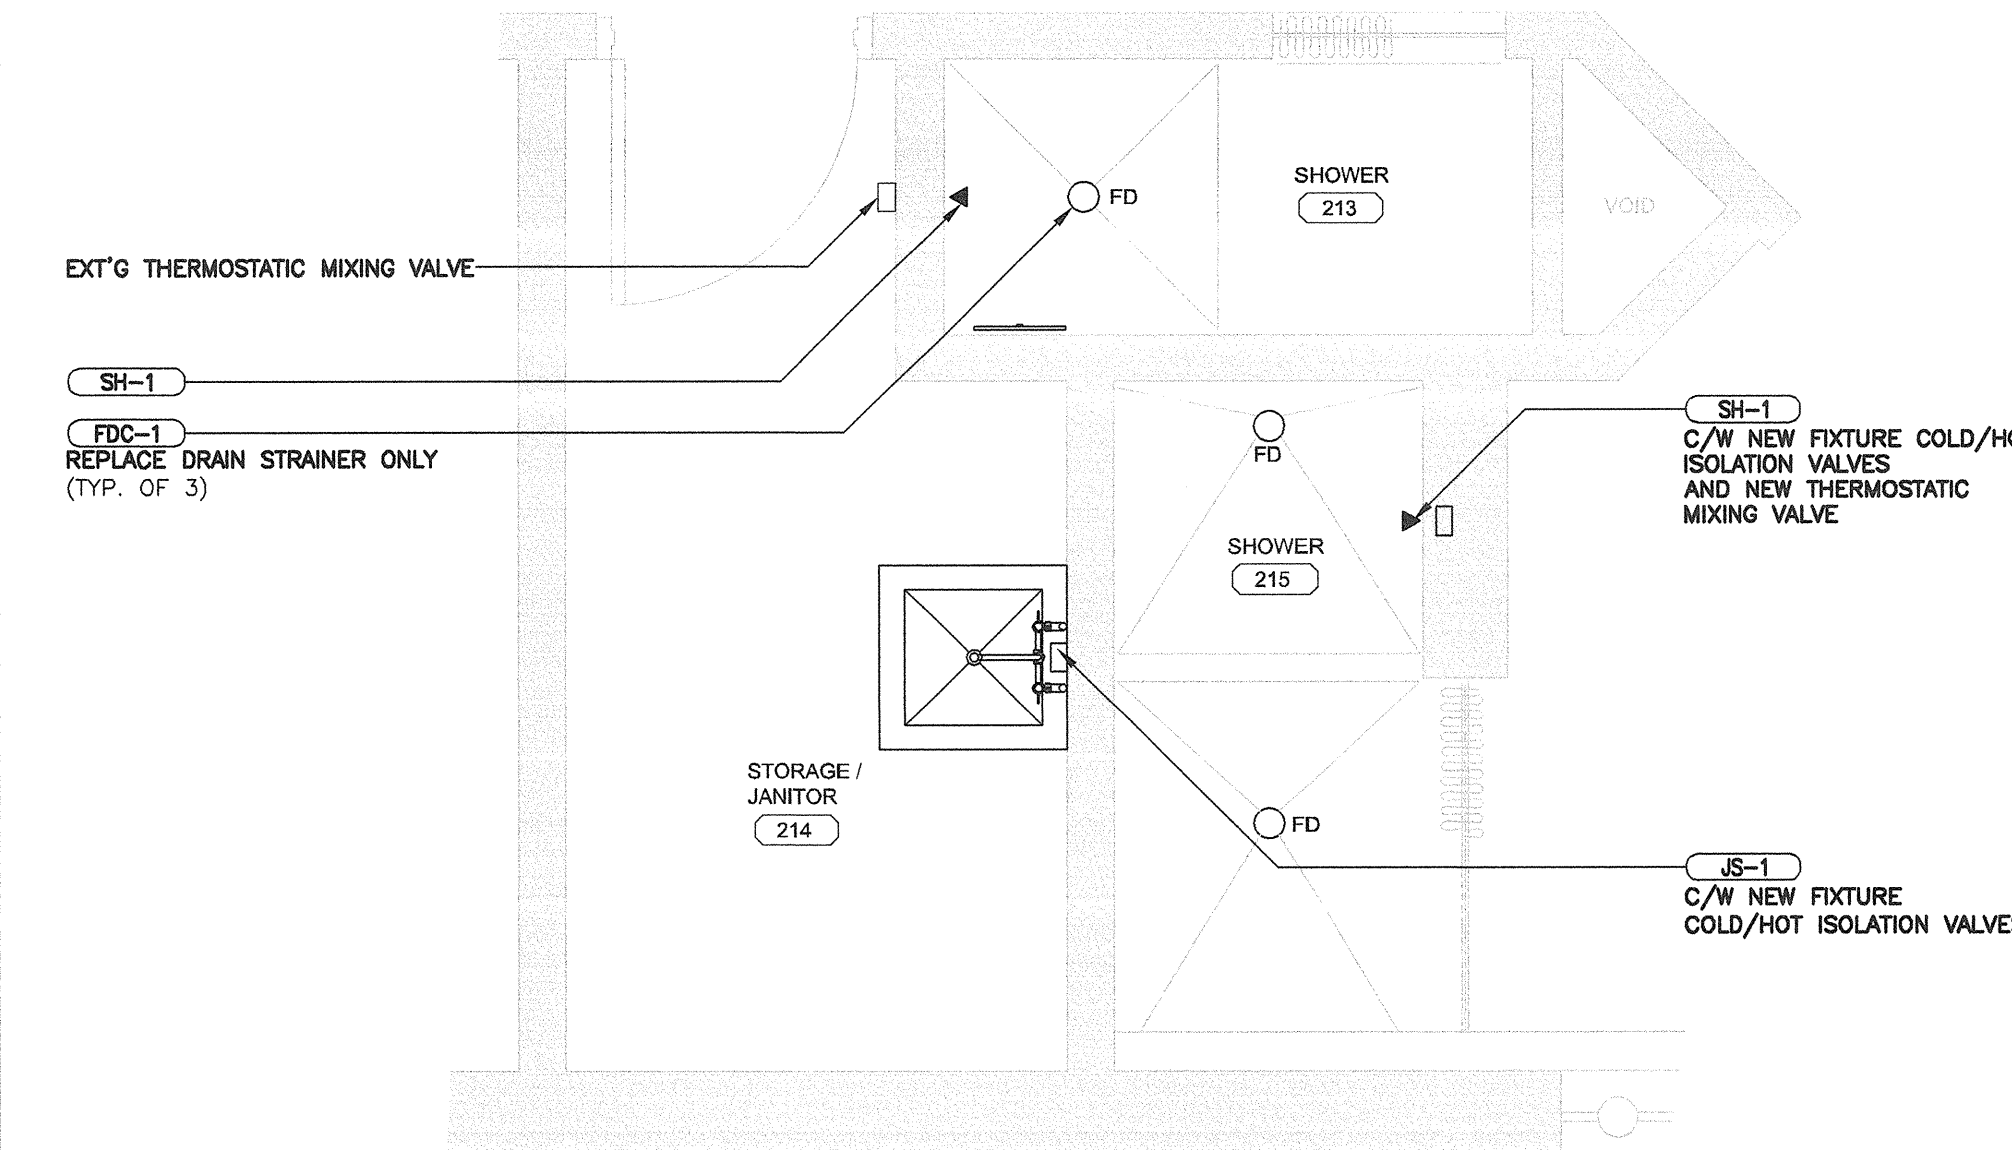 SHOWER
213
FD
VOID
EXT'G THERMOSTATIC MIXING VALVE
SH-1
FDC-1
REPLACE DRAIN STRAINER ONLY
(TYP. OF 3)
FD
SHOWER
215
SH-1
C/W NEW FIXTURE COLD/HO
ISOLATION VALVES
AND NEW THERMOSTATIC
MIXING VALVE
STORAGE /
JANITOR
214
FD
JS-1
C/W NEW FIXTURE
COLD/HOT ISOLATION VALVES